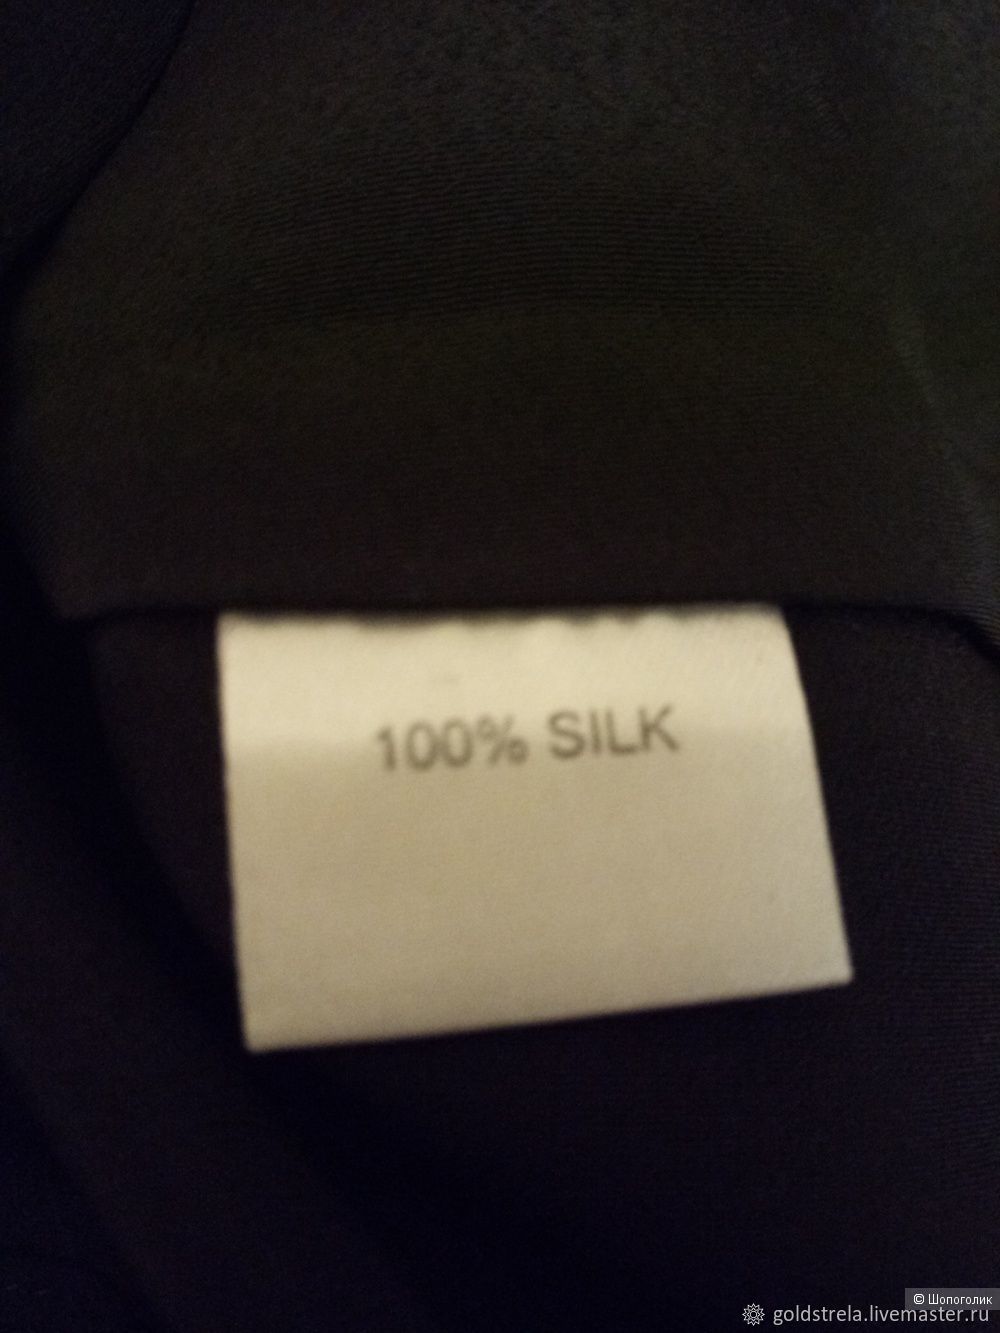 100% SILK
© Шопоголик
goldstrela.livemaster.ru